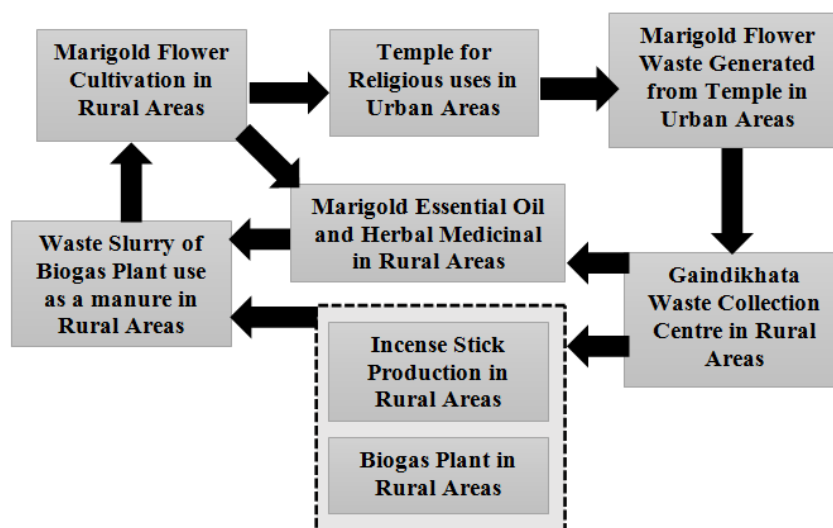 Marigold Flower
Cultivation in
Rural Areas
Temple for
Religious uses in
Urban Areas
Marigold Flower
Waste Generated
from Temple in
Urban Areas
Marigold Essential Oil
and Herbal Medicinal
in Rural Areas
Waste Slurry of
Biogas Plant use
as a manure in
Rural Areas
Gaindikhata
Waste Collection
Centre in Rural
Areas
Incense Stick
Production in
Rural Areas
Biogas Plant in
Rural Areas